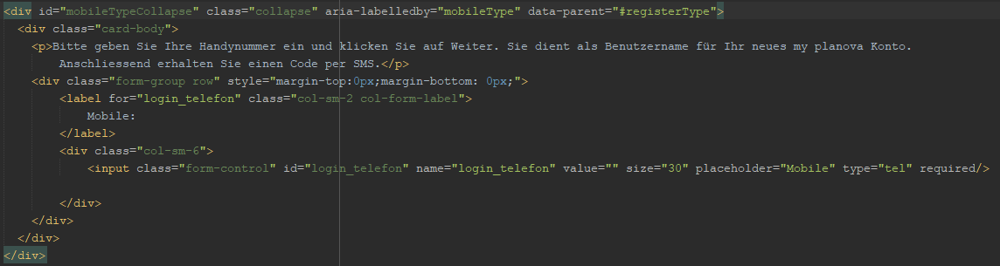 <div id="mobileTypeCollapse" class="collapse" aria-labelledby="mobileType" data-parent="#registerType">
<div class="card-body">
<p>Bitte geben Sie Ihre Handynummer ein und klicken Sie auf Weiter. Sie dient als Benutzername für Ihr neues my planova Konto.
Anschliessend erhalten Sie einen Code per SMS.</p>
<div class="form-group row" style="margin-top:0px;margin-bottom: 0px;">
<label for="login_telefon" class="col-sm-2 col-form-label">
Mobile:
</label>
<div class="col-sm-6">
<input class="form-control" id="login_telefon" name="login_telefon" value="" size="30" placeholder="Mobile" type="tel" required/>
</div>
</div>
</div>
</div>